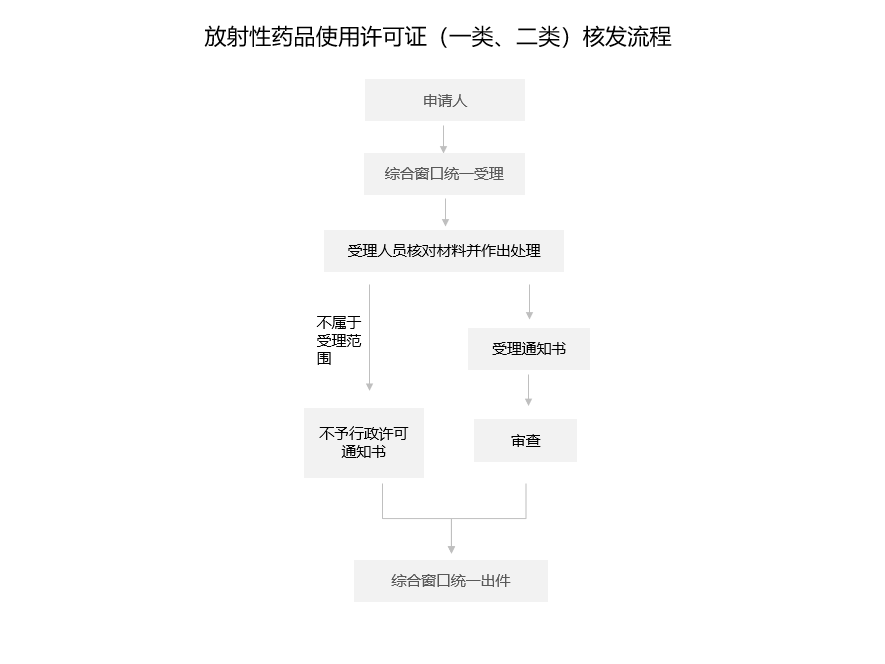 放射性药品使用许可证（一类、二类）核发流程
申请人
综合窗口统一受理
受理人员核对材料并作出处理
不属于
受理范
围
受理通知书
不予行政许可
通知书
审查
综合窗口统一出件